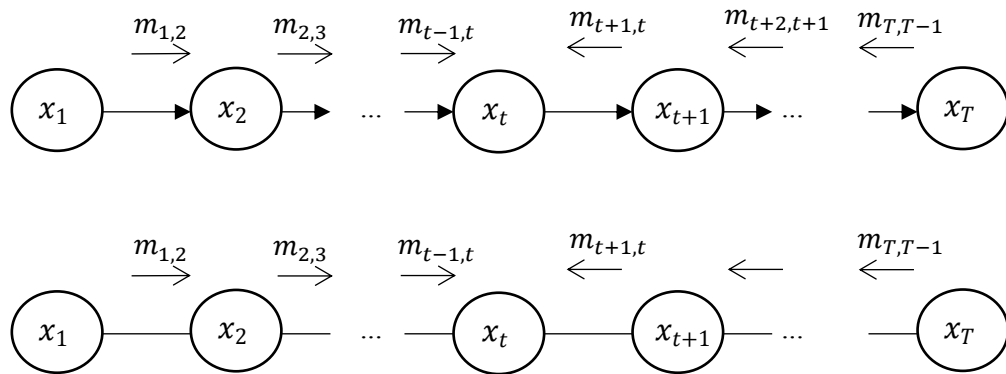 m_{1,2} m_{2,3} m_{t−1,t} m_{t+1,t} m_{t+2,t+1} m_{T,T−1}
x_1 x_2 ... x_t x_{t+1} ... x_T
m_{1,2} m_{2,3} m_{t−1,t} m_{t+1,t} m_{T,T−1}
x_1 x_2 ... x_t x_{t+1} ... x_T